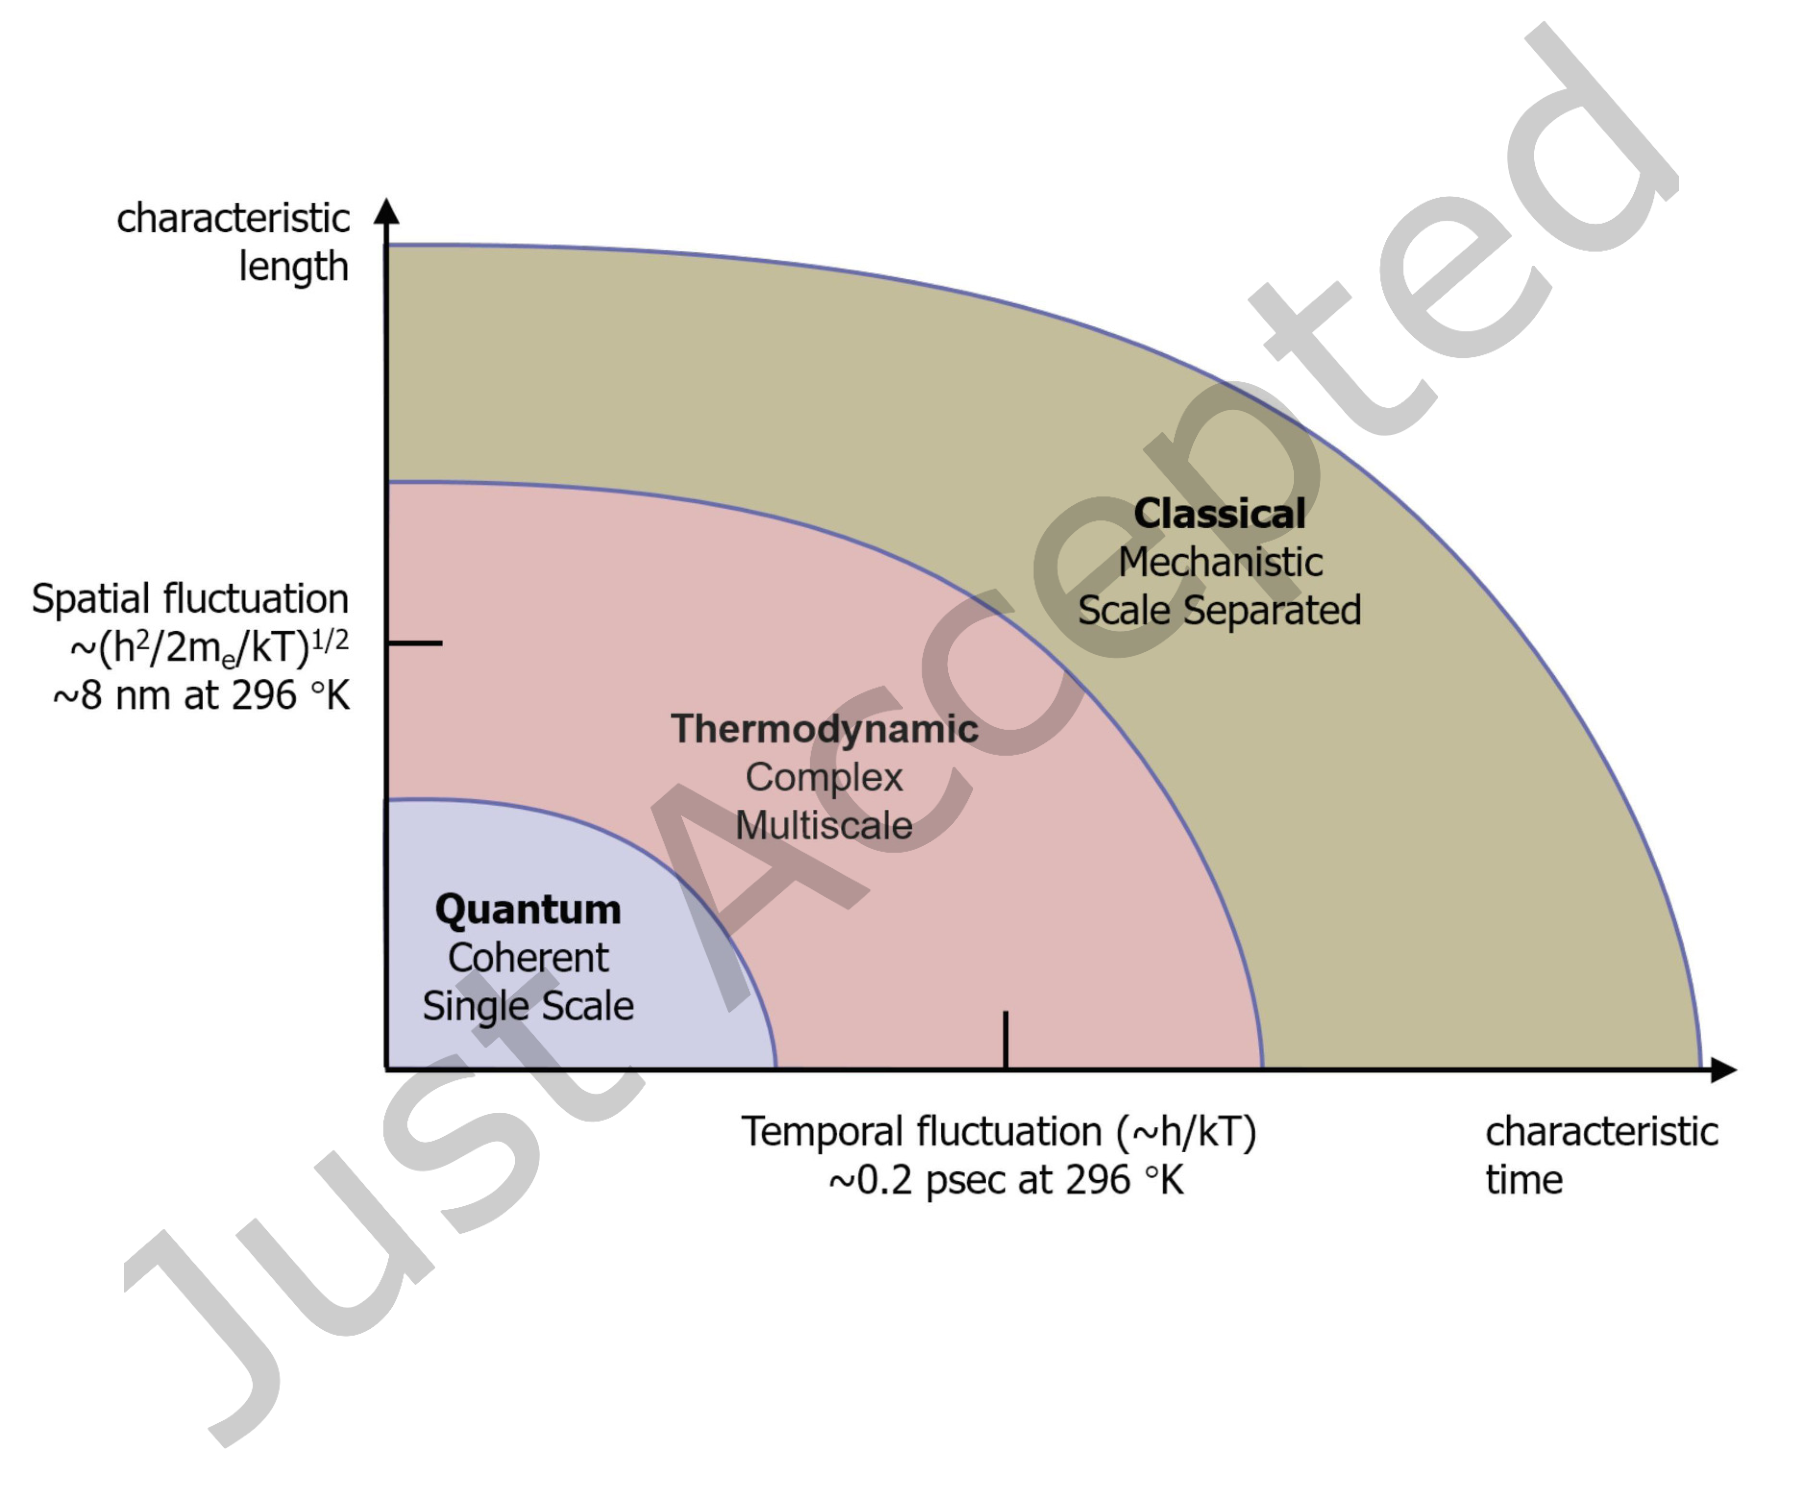 characteristic
length
Spatial fluctuation
~(h²/2mₑ/kT)¹/²
~8 nm at 296 °K
Classical
Mechanistic
Scale Separated
Thermodynamic
Complex
Multiscale
Quantum
Coherent
Single Scale
Temporal fluctuation (~h/kT)
~0.2 psec at 296 °K
characteristic
time
Just Accepted